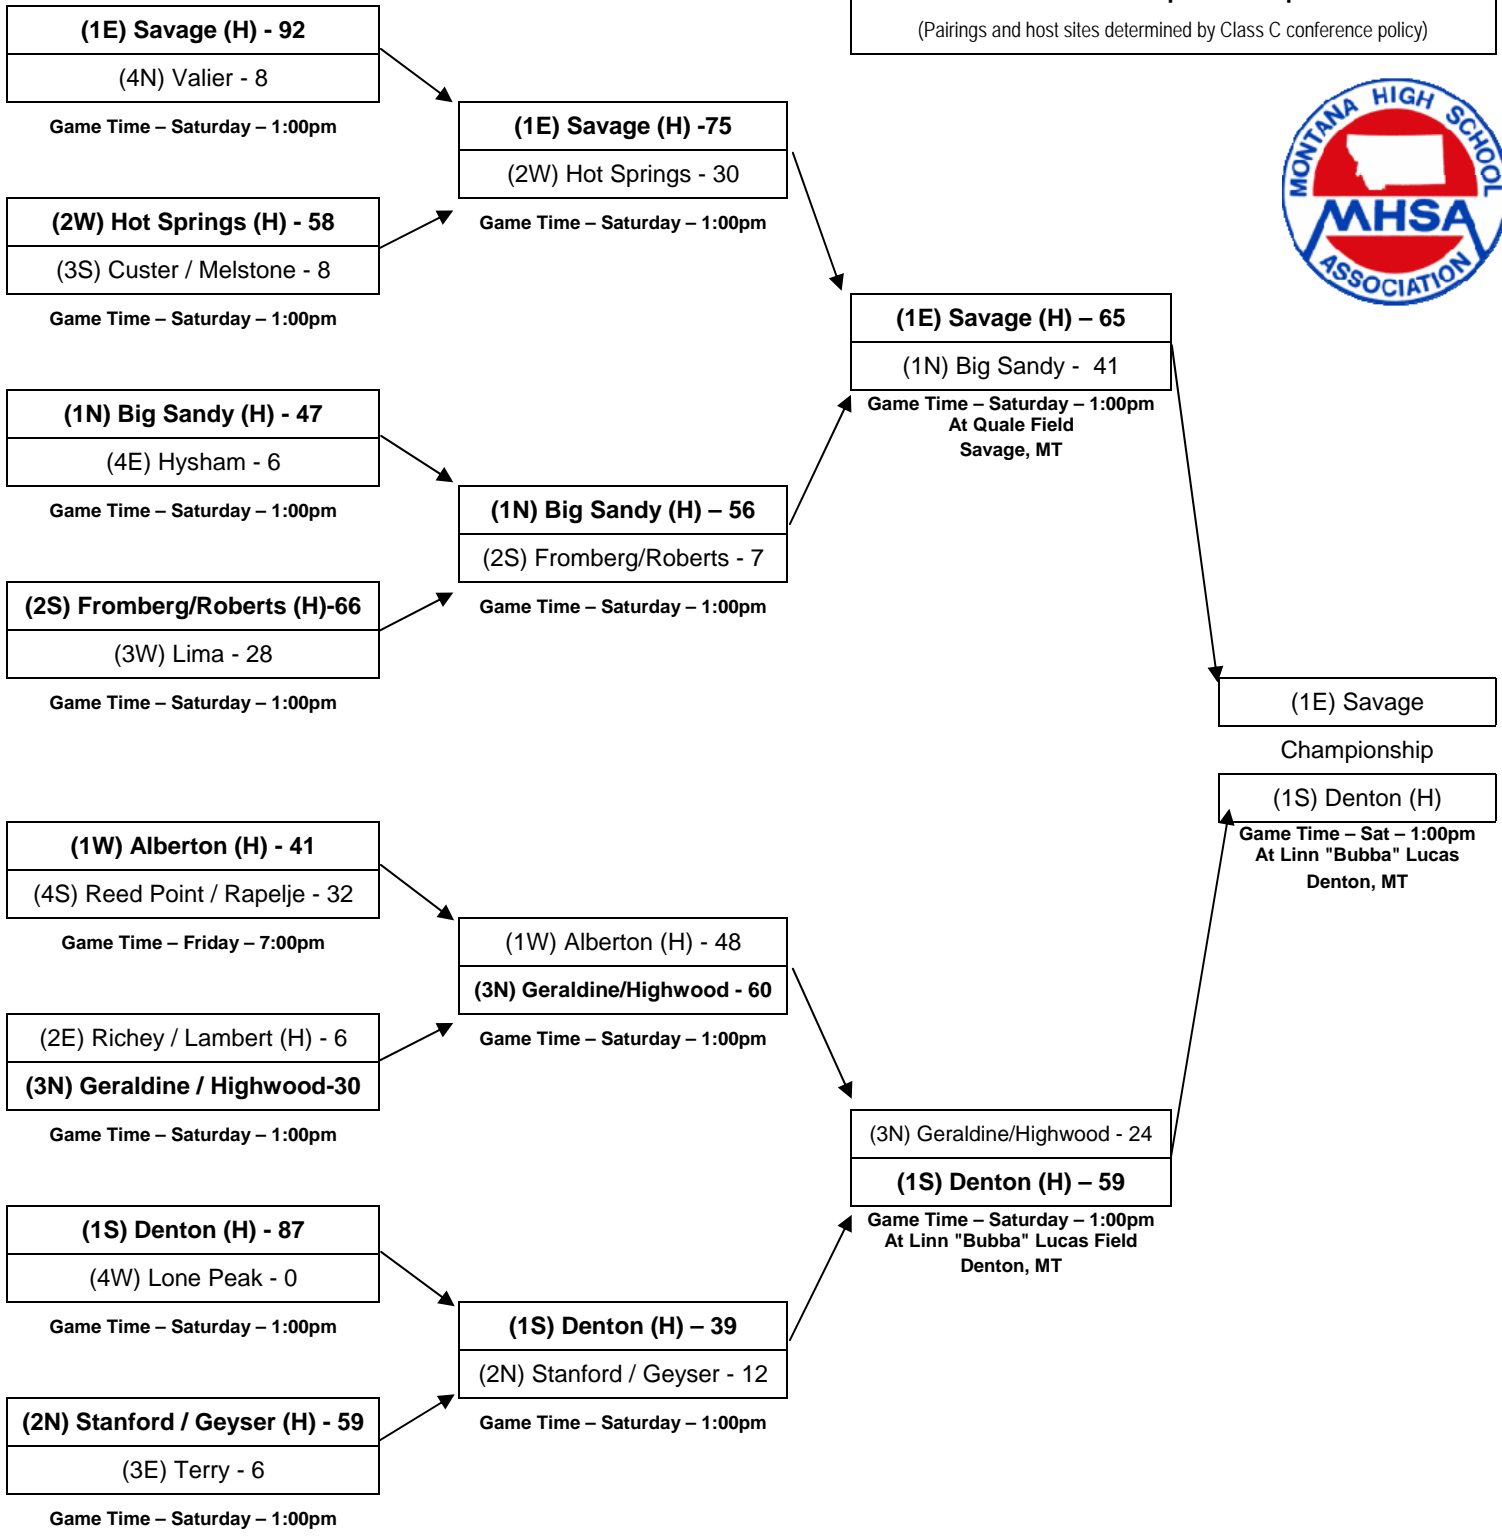 (Pairings and host sites determined by Class C conference policy)
MONTANA HIGH SCHOOL
MHSA
ASSOCIATION
(1E) Savage (H) - 92
(4N) Valier - 8
Game Time – Saturday – 1:00pm
(2W) Hot Springs (H) - 58
(3S) Custer / Melstone - 8
Game Time – Saturday – 1:00pm
(1N) Big Sandy (H) - 47
(4E) Hysham - 6
Game Time – Saturday – 1:00pm
(2S) Fromberg/Roberts (H)-66
(3W) Lima - 28
Game Time – Saturday – 1:00pm
(1W) Alberton (H) - 41
(4S) Reed Point / Rapelje - 32
Game Time – Friday – 7:00pm
(2E) Richey / Lambert (H) - 6
(3N) Geraldine / Highwood-30
Game Time – Saturday – 1:00pm
(1S) Denton (H) - 87
(4W) Lone Peak - 0
Game Time – Saturday – 1:00pm
(2N) Stanford / Geyser (H) - 59
(3E) Terry - 6
Game Time – Saturday – 1:00pm
(1E) Savage (H) -75
(2W) Hot Springs - 30
Game Time – Saturday – 1:00pm
(1N) Big Sandy (H) – 56
(2S) Fromberg/Roberts - 7
Game Time – Saturday – 1:00pm
(1W) Alberton (H) - 48
(3N) Geraldine/Highwood - 60
Game Time – Saturday – 1:00pm
(1S) Denton (H) – 39
(2N) Stanford / Geyser - 12
Game Time – Saturday – 1:00pm
(1E) Savage (H) – 65
(1N) Big Sandy - 41
Game Time – Saturday – 1:00pm
At Quale Field
Savage, MT
(3N) Geraldine/Highwood - 24
(1S) Denton (H) – 59
Game Time – Saturday – 1:00pm
At Linn "Bubba" Lucas Field
Denton, MT
(1E) Savage
Championship
(1S) Denton (H)
Game Time – Sat – 1:00pm
At Linn "Bubba" Lucas
Denton, MT